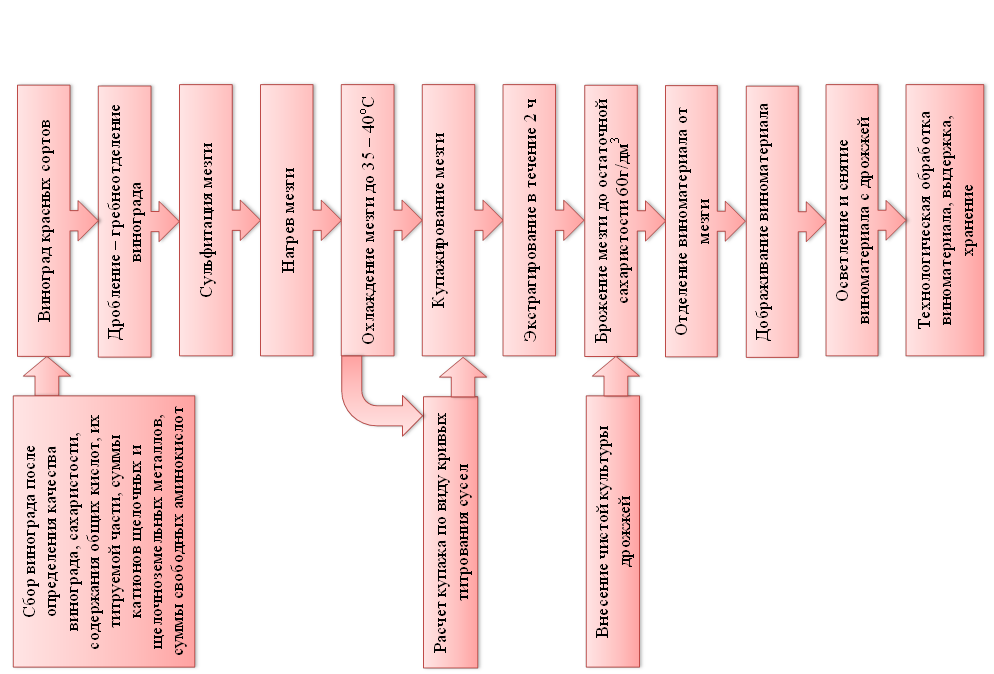 Сбор винограда после
определения качества
винограда, сахаристости,
содержания общих кислот, их
титруемой части, суммы
катионов щелочных и
щелочноземельных металлов,
суммы свободных аминокислот
Виноград красных сортов
Дробление – гребнеотделение
винограда
Сульфитация мезги
Нагрев мезги
Охлаждение мезги до 35 – 40°С
Расчет купажа по виду кривых
титрования сусел
Купажирование мезги
Экстрагирование в течение 2 ч
Внесение чистой культуры
дрожжей
Брожение мезги до остаточной
сахаристости 60г/дм³
Отделение виноматериала от
мезги
Дображивание виноматериала
Осветление и снятие
виноматериала с дрожжей
Технологическая обработка
виноматериала, выдержка,
хранение